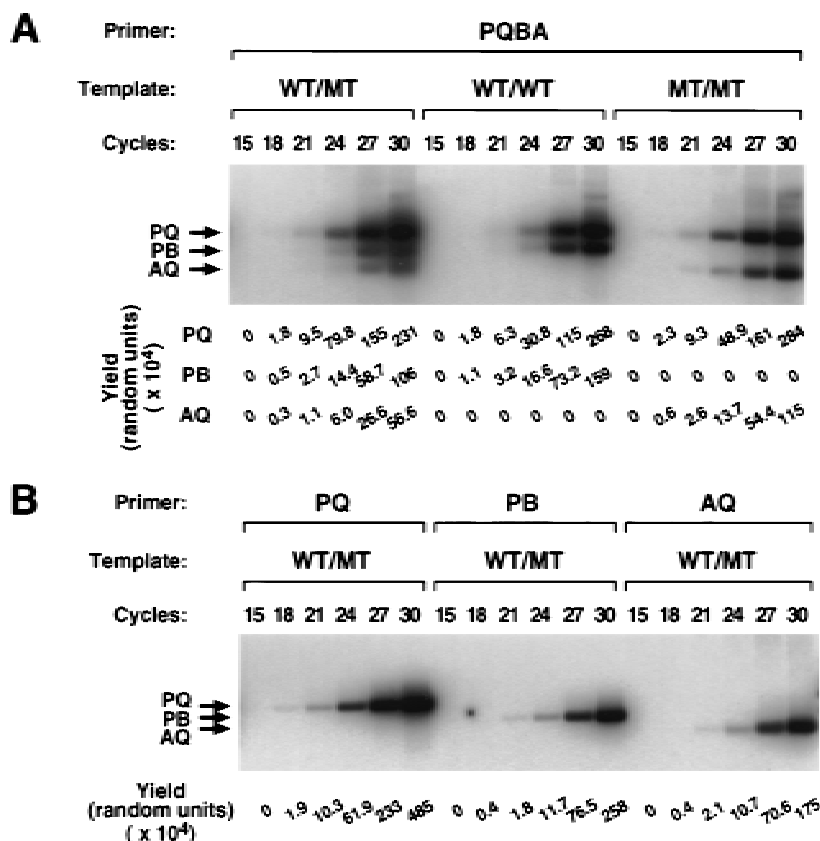 A
Primer: PQBA
Template: WT/MT WT/WT MT/MT
Cycles: 15 18 21 24 27 30 15 18 21 24 27 30 15 18 21 24 27 30
PQ
PB
AQ
Yield
(random units)
( x 10⁴)
PQ 0 1.8 9.5 79.8 155 231 0 1.8 6.3 30.8 115 268 0 2.3 9.3 48.9 161 284
PB 0 0.5 2.7 14.4 58.7 106 0 1.1 3.2 16.6 73.2 159 0 0 0 0 0 0
AQ 0 0.3 1.1 6.0 26.6 56.6 0 0 0 0 0 0 0 0.6 2.6 13.7 54.4 115
B
Primer: PQ PB AQ
Template: WT/MT WT/MT WT/MT
Cycles: 15 18 21 24 27 30 15 18 21 24 27 30 15 18 21 24 27 30
PQ
PB
AQ
Yield
(random units)
( x 10⁴)
0 1.9 10.3 61.9 233 485 0 0.4 1.8 11.7 76.5 258 0 0.4 2.1 10.7 70.6 175